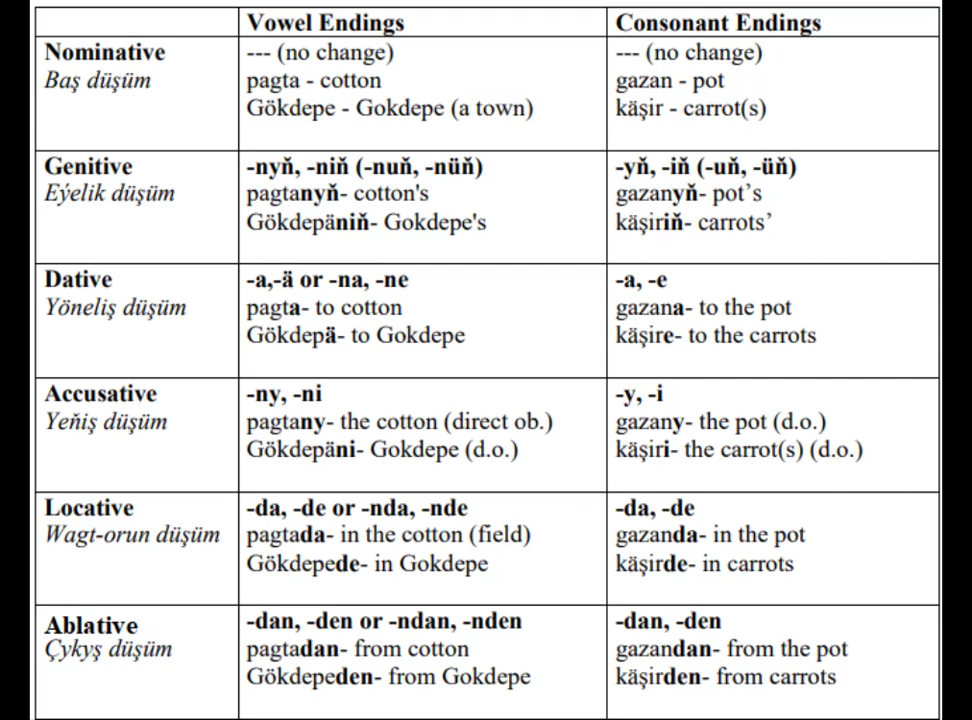 Vowel Endings
Consonant Endings
Nominative
Baş düşüm
--- (no change)
pagta - cotton
Gökdepe - Gokdepe (a town)
--- (no change)
gazan - pot
käşir - carrot(s)
Genitive
Eýelik düşüm
-nyň, -niň (-nuň, -nüň)
pagtanyň- cotton's
Gökdepäniň- Gokdepe's
-yň, -iň (-uň, -üň)
gazanyň- pot’s
käşiriň- carrots’
Dative
Yöneliş düşüm
-a,-ä or -na, -ne
pagta- to cotton
Gökdepä- to Gokdepe
-a, -e
gazana- to the pot
käşire- to the carrots
Accusative
Yeňiş düşüm
-ny, -ni
pagtany- the cotton (direct ob.)
Gökdepäni- Gokdepe (d.o.)
-y, -i
gazany- the pot (d.o.)
käşiri- the carrot(s) (d.o.)
Locative
Wagt-orun düşüm
-da, -de or -nda, -nde
pagtada- in the cotton (field)
Gökdepede- in Gokdepe
-da, -de
gazanda- in the pot
käşirde- in carrots
Ablative
Çykyş düşüm
-dan, -den or -ndan, -nden
pagtadan- from cotton
Gökdepeden- from Gokdepe
-dan, -den
gazandan- from the pot
käşirden- from carrots